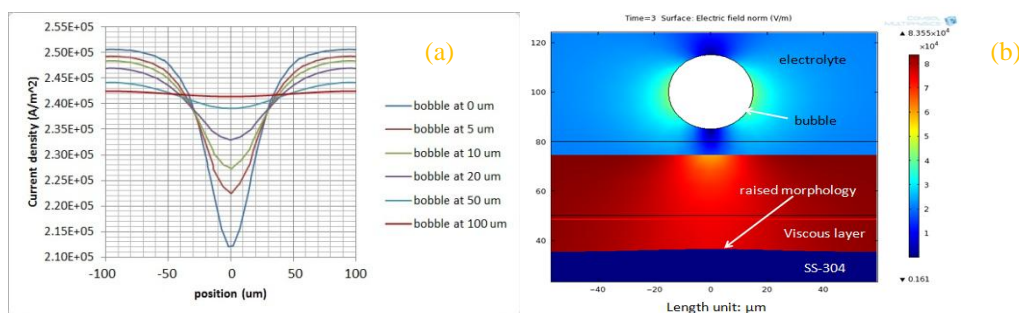 2.55E+05
2.50E+05
2.45E+05
2.40E+05
2.35E+05
2.30E+05
2.25E+05
2.20E+05
2.15E+05
2.10E+05
Current density (A/m^2)
-100
-50
0
50
100
position (um)
(a)
bobble at 0 um
bobble at 5 um
bobble at 10 um
bobble at 20 um
bobble at 50 um
bobble at 100 um
Time=3 Surface: Electric field norm (V/m)
COMSOL
MULTIPHYSICS
120
100
80
60
40
-40
-20
0
20
40
electrolyte
bubble
raised morphology
Viscous layer
SS-304
Length unit: μm
▲ 8.355×10⁴
×10⁴
8
7
6
5
4
3
2
1
▼ 0.161
(b)